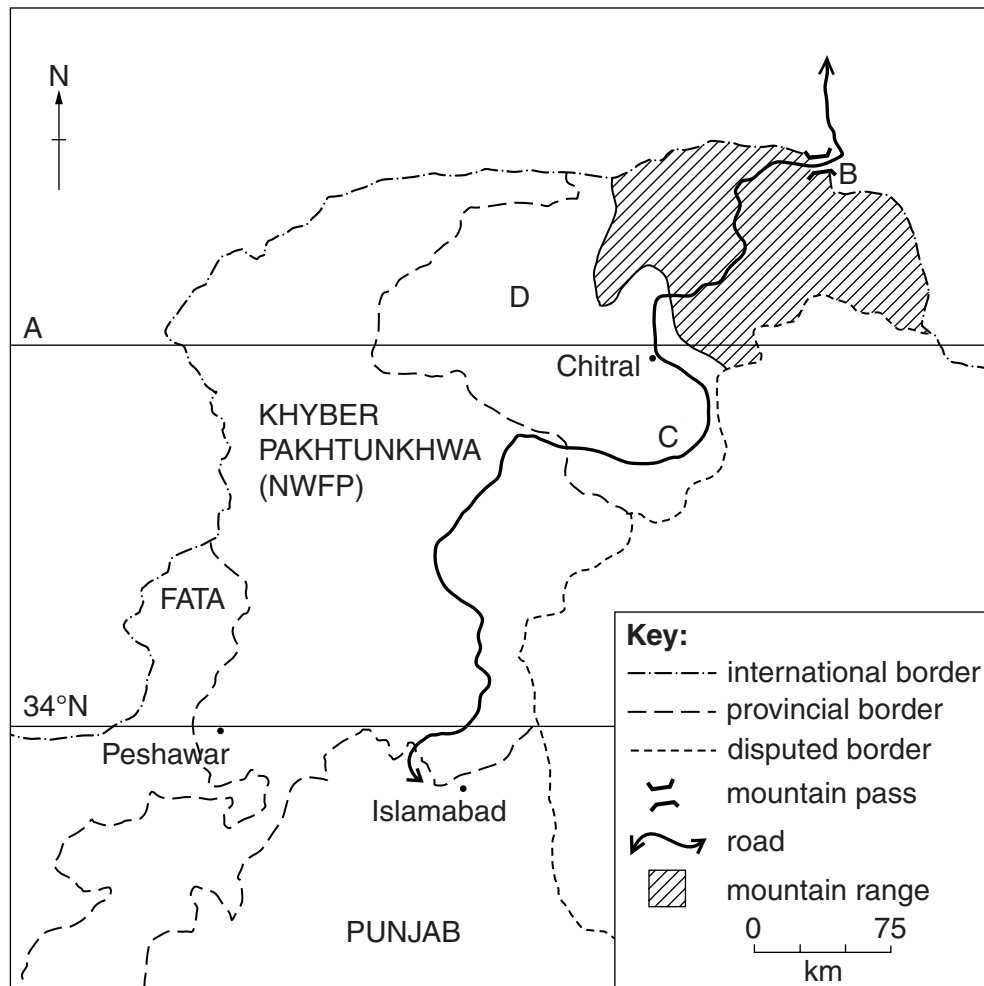 N
B
D
A
Chitral
KHYBER
PAKHTUNKHWA
(NWFP)
C
FATA
34°N
Peshawar
Islamabad
PUNJAB
Key:
international border
provincial border
disputed border
mountain pass
road
mountain range
0 75
km